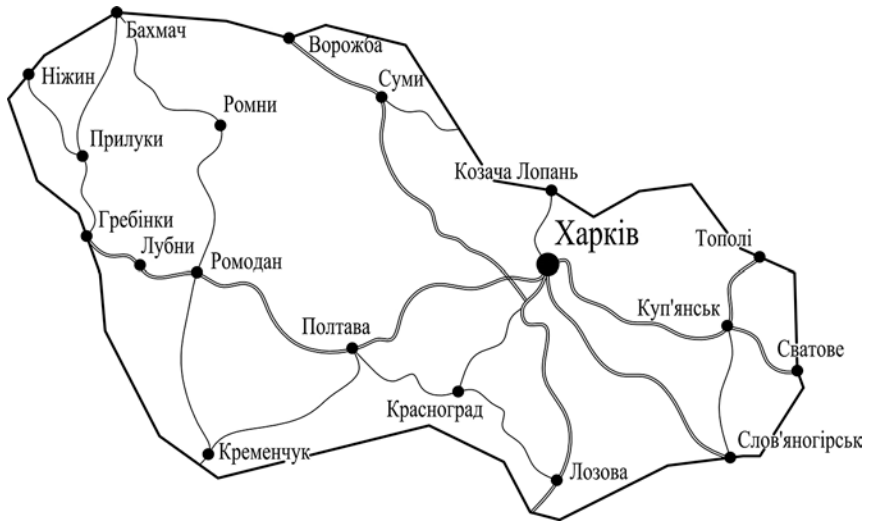 Бахмач
Ворожба
Ніжин
Суми
Ромни
Прилуки
Козача Лопань
Гребінки
Харків
Тополі
Лубни
Ромодан
Куп'янськ
Полтава
Сватове
Красноград
Слов'яногірськ
Кременчук
Лозова